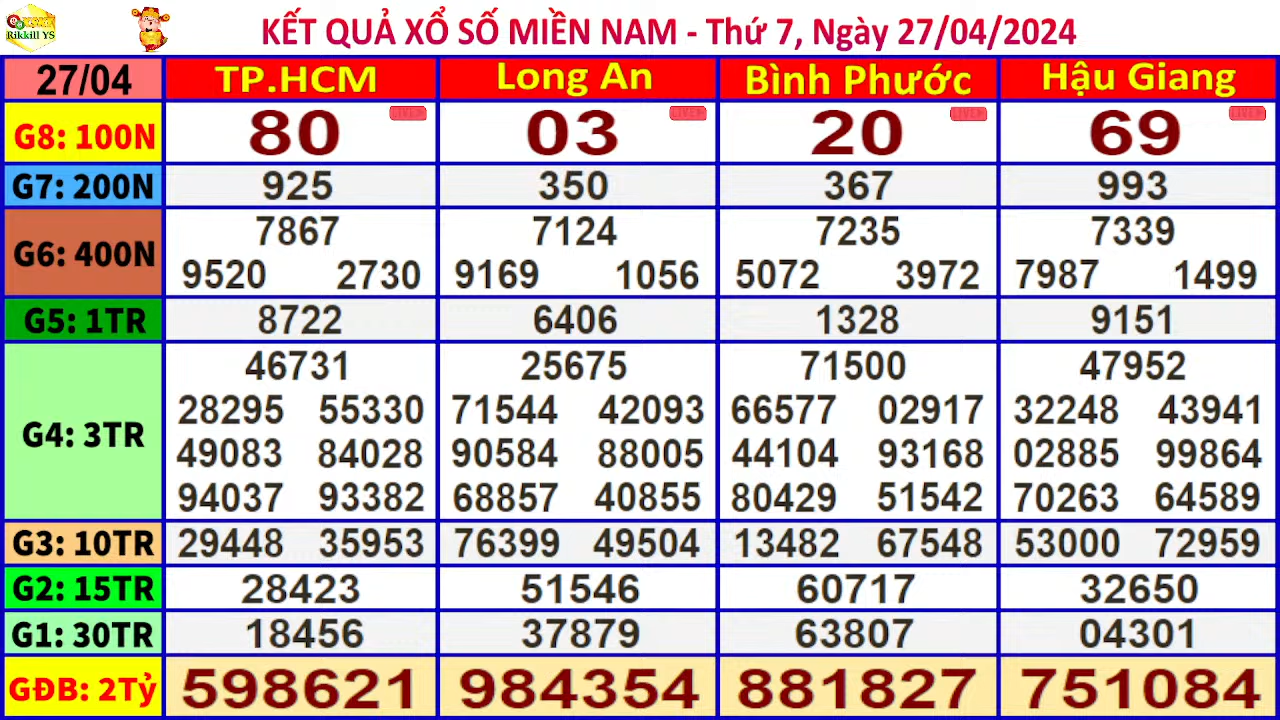 Rikkill YS
KẾT QUẢ XỔ SỐ MIỀN NAM - Thứ 7, Ngày 27/04/2024
27/04 TP.HCM Long An Bình Phước Hậu Giang
LIVE LIVE LIVE LIVE
G8: 100N 80 03 20 69
G7: 200N 925 350 367 993
7867 7124 7235 7339
G6: 400N
9520 2730 9169 1056 5072 3972 7987 1499
G5: 1TR 8722 6406 1328 9151
46731 25675 71500 47952
28295 55330 71544 42093 66577 02917 32248 43941
G4: 3TR
49083 84028 90584 88005 44104 93168 02885 99864
94037 93382 68857 40855 80429 51542 70263 64589
G3: 10TR 29448 35953 76399 49504 13482 67548 53000 72959
G2: 15TR 28423 51546 60717 32650
G1: 30TR 18456 37879 63807 04301
GĐB: 2Tỷ 598621 984354 881827 751084